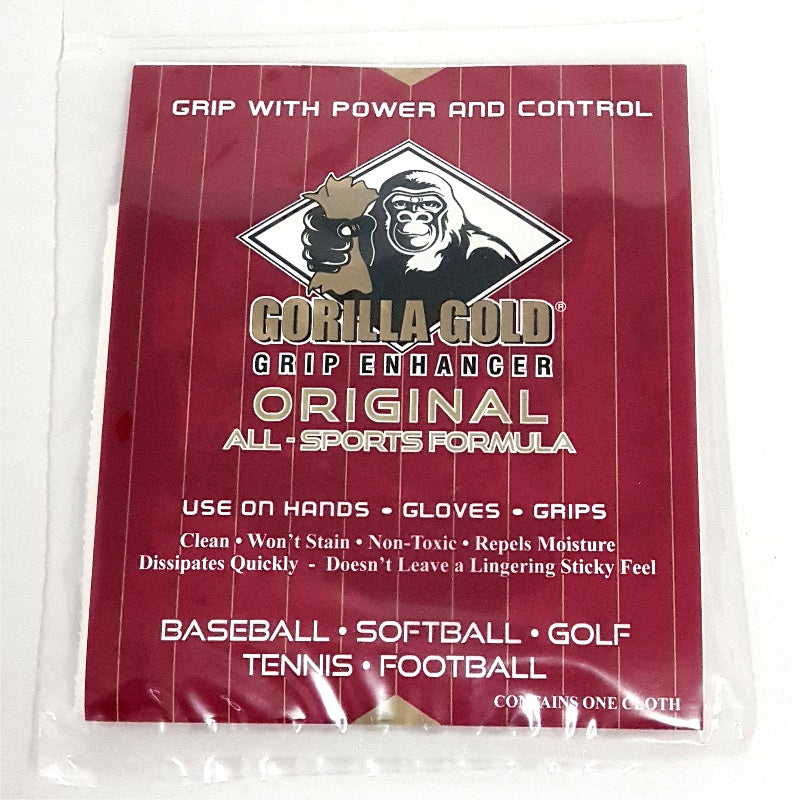 GRIP WITH POWER AND CONTROL
GORILLA GOLD®
GRIP ENHANCER
ORIGINAL
ALL-SPORTS FORMULA
USE ON HANDS • GLOVES • GRIPS
Clean • Won't Stain • Non-Toxic • Repels Moisture
Dissipates Quickly - Doesn't Leave a Lingering Sticky Feel
BASEBALL • SOFTBALL • GOLF
TENNIS • FOOTBALL
CONTAINS ONE CLOTH